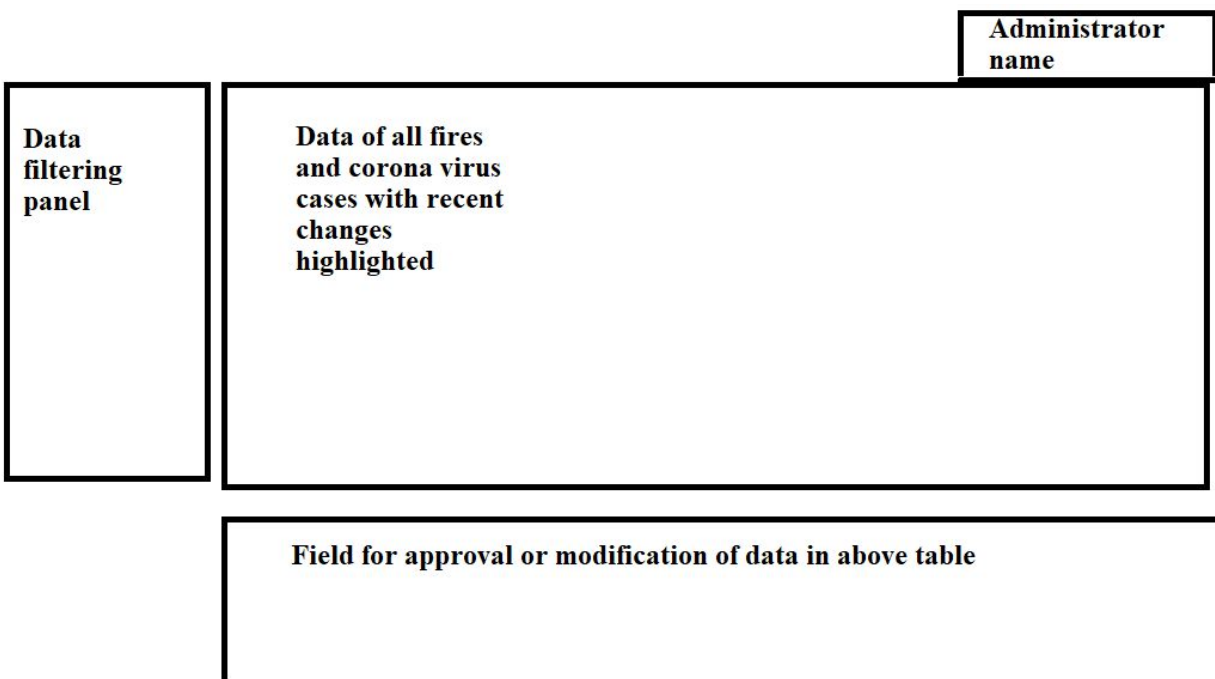 Administrator
name
Data
filtering
panel
Data of all fires
and corona virus
cases with recent
changes
highlighted
Field for approval or modification of data in above table